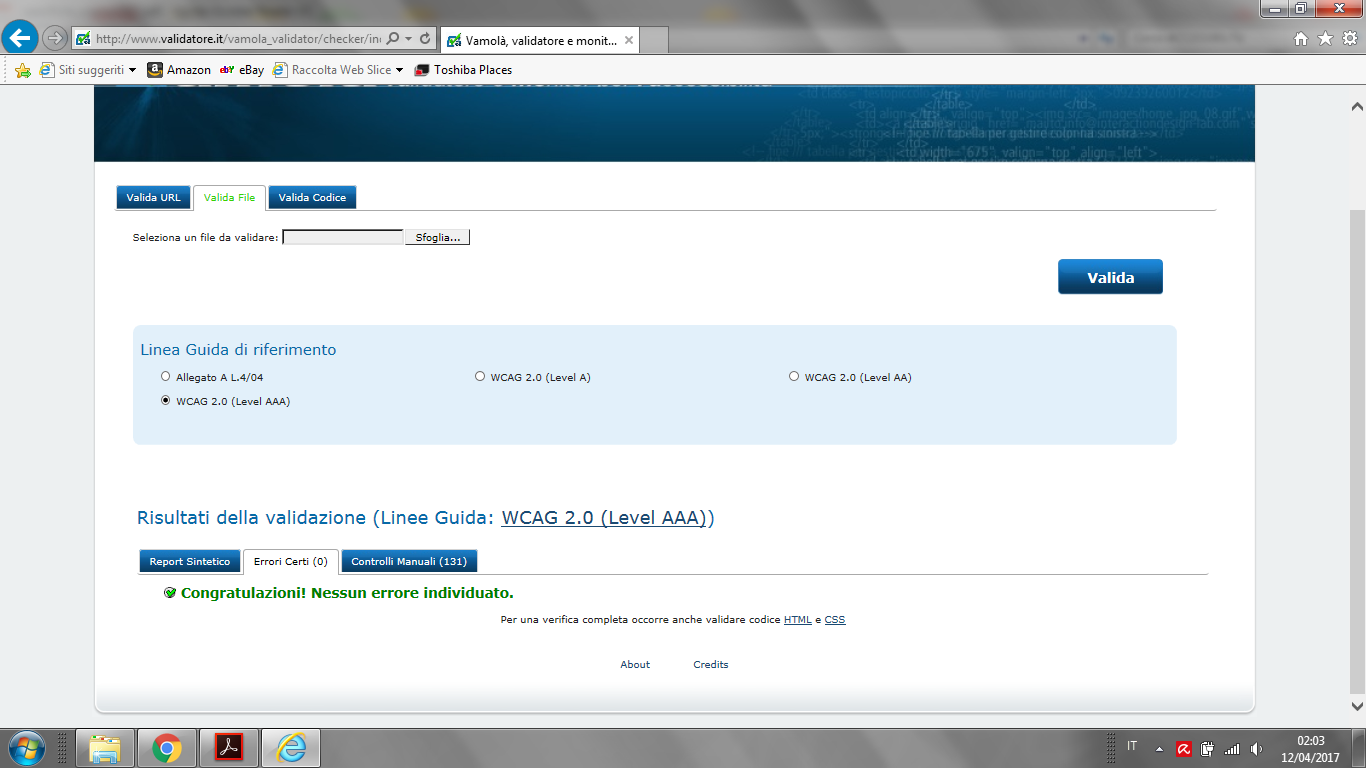 http://www.validatore.it/vamola_validator/checker/in
Vamolà, validatore e monit...
Siti suggeriti
Amazon
eBay
Raccolta Web Slice
Toshiba Places
Valida URL
Valida File
Valida Codice
Seleziona un file da validare:
Sfoglia...
Valida
Linea Guida di riferimento
Allegato A L.4/04
WCAG 2.0 (Level A)
WCAG 2.0 (Level AA)
WCAG 2.0 (Level AAA)
Risultati della validazione (Linee Guida: WCAG 2.0 (Level AAA))
Report Sintetico
Errori Certi (0)
Controlli Manuali (131)
Congratulazioni! Nessun errore individuato.
Per una verifica completa occorre anche validare codice HTML e CSS
About
Credits
IT
02:03
12/04/2017